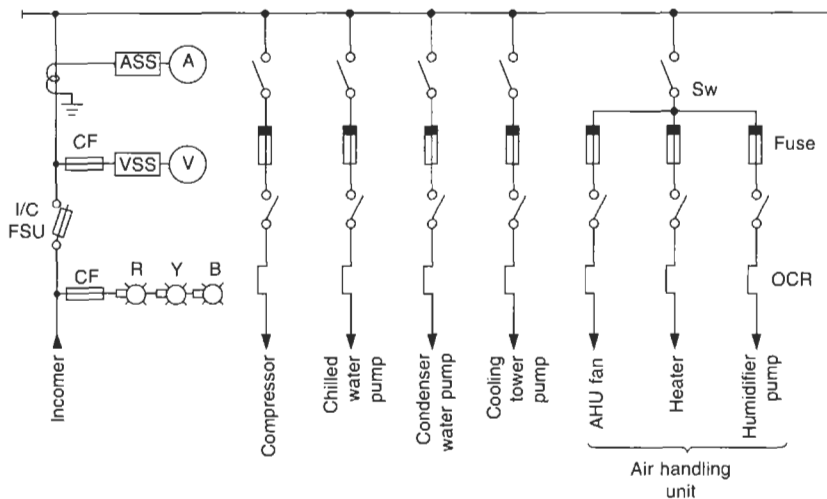 ASS
A
Sw
CF
VSS
V
Fuse
I/C
FSU
CF
R
Y
B
OCR
Incomer
Compressor
Chilled
water
pump
Condenser
water pump
Cooling
tower
pump
AHU fan
Heater
Humidifier
pump
Air handling
unit